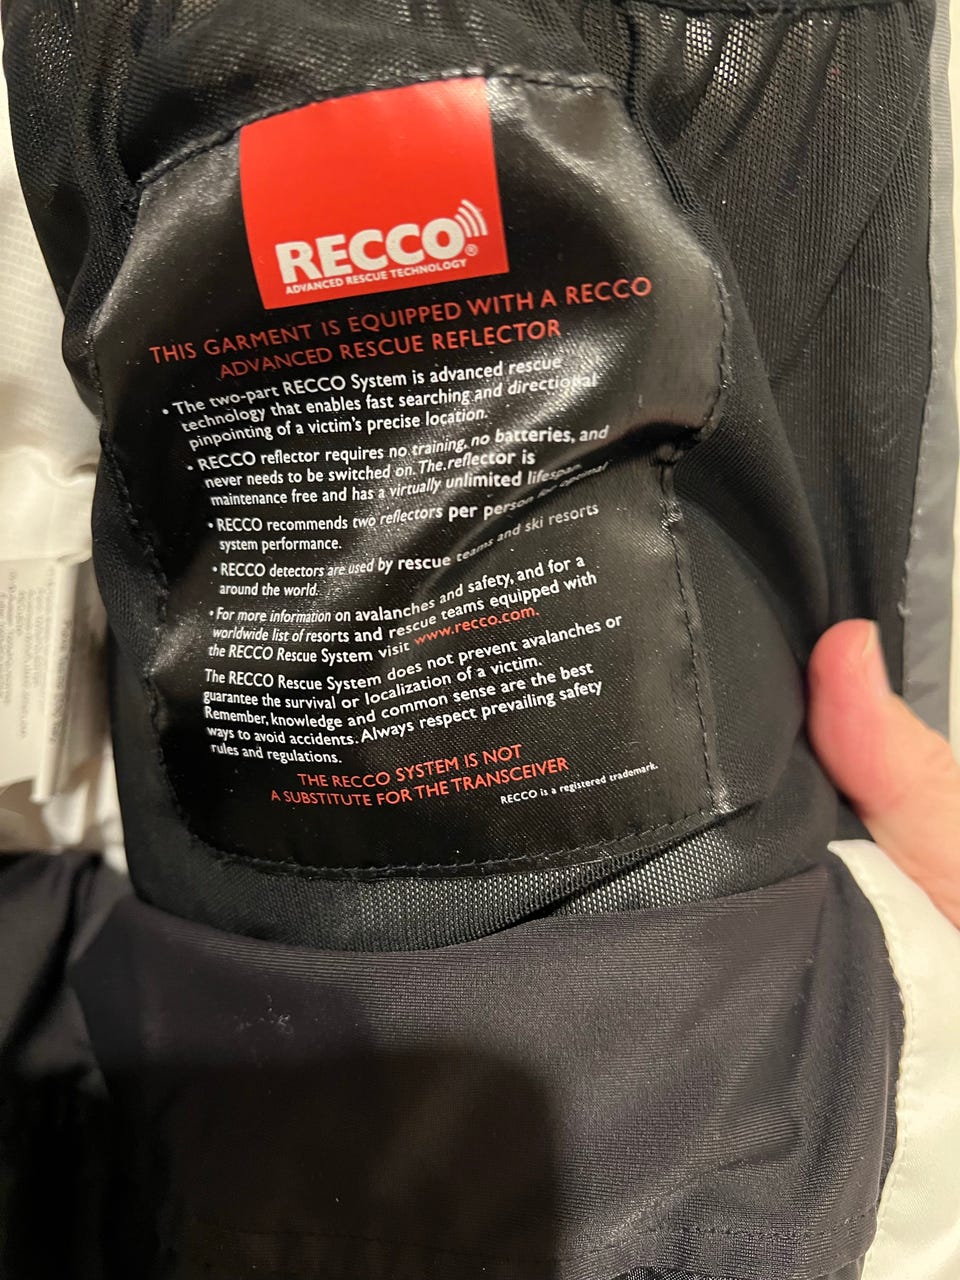 RECCO®
ADVANCED RESCUE TECHNOLOGY
THIS GARMENT IS EQUIPPED WITH A RECCO
ADVANCED RESCUE REFLECTOR
• The two-part RECCO System is advanced rescue
technology that enables fast searching and directional
pinpointing of a victim's precise location.
• RECCO reflector requires no training, no batteries, and
never needs to be switched on. The reflector is
maintenance free and has a virtually unlimited lifespan.
• RECCO recommends two reflectors per person for optimal
system performance.
• RECCO detectors are used by rescue teams and ski resorts
around the world.
• For more information on avalanches and safety, and for a
worldwide list of resorts and rescue teams equipped with
the RECCO Rescue System visit www.recco.com.
The RECCO Rescue System does not prevent avalanches or
guarantee the survival or localization of a victim.
Remember, knowledge and common sense are the best
ways to avoid accidents. Always respect prevailing safety
rules and regulations.
THE RECCO SYSTEM IS NOT
A SUBSTITUTE FOR THE TRANSCEIVER
RECCO is a registered trademark.